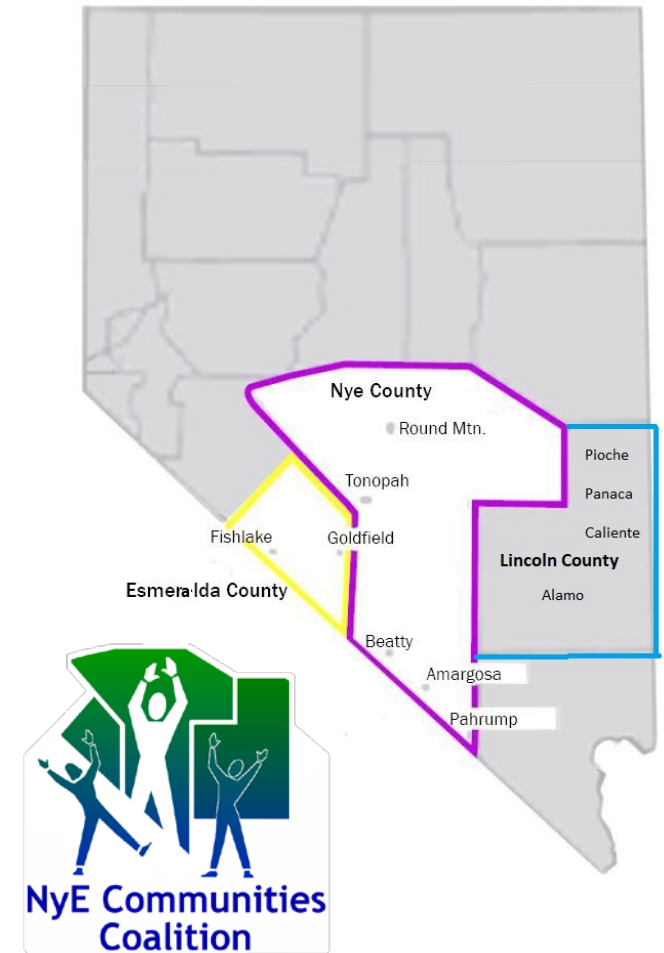 Nye County
Round Mtn.
Pioche
Tonopah
Panaca
Fishlake
Goldfield
Caliente
Lincoln County
Esmeralda County
Alamo
Beatty
Amargosa
Pahrump
NyE Communities
Coalition